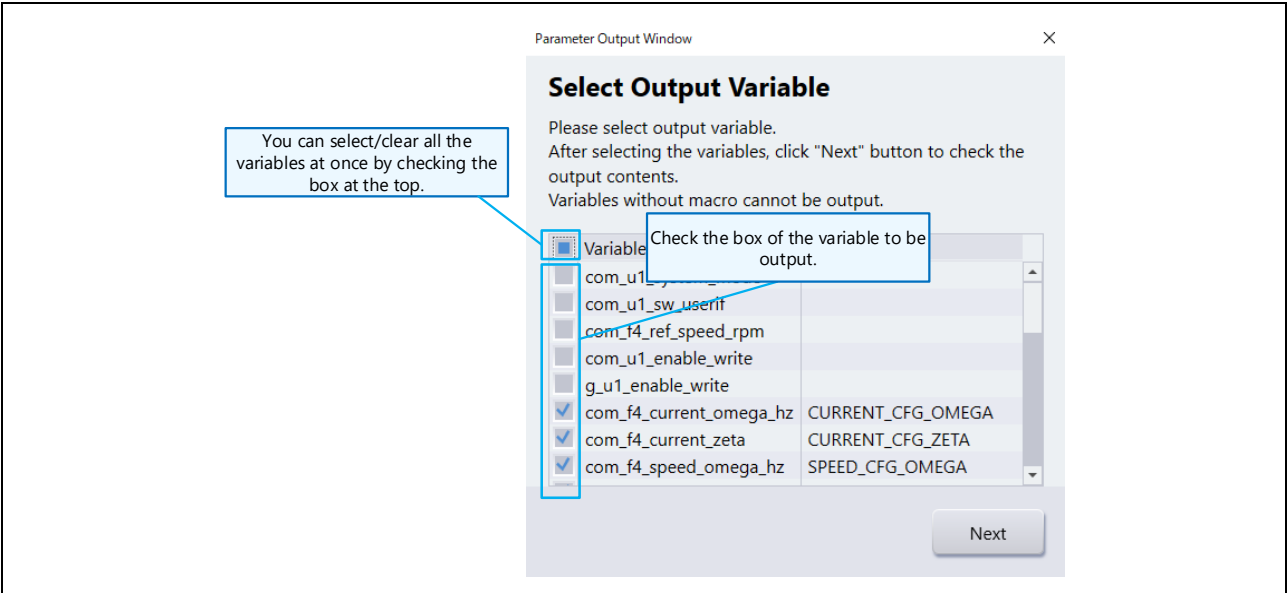 Parameter Output Window
Select Output Variable
Please select output variable.
After selecting the variables, click "Next" button to check the
output contents.
Variables without macro cannot be output.
You can select/clear all the
variables at once by checking the
box at the top.
Check the box of the variable to be
output.
Variable
com_u1
com_u1_sw_userif
com_f4_ref_speed_rpm
com_u1_enable_write
g_u1_enable_write
com_f4_current_omega_hz CURRENT_CFG_OMEGA
com_f4_current_zeta CURRENT_CFG_ZETA
com_f4_speed_omega_hz SPEED_CFG_OMEGA
Next